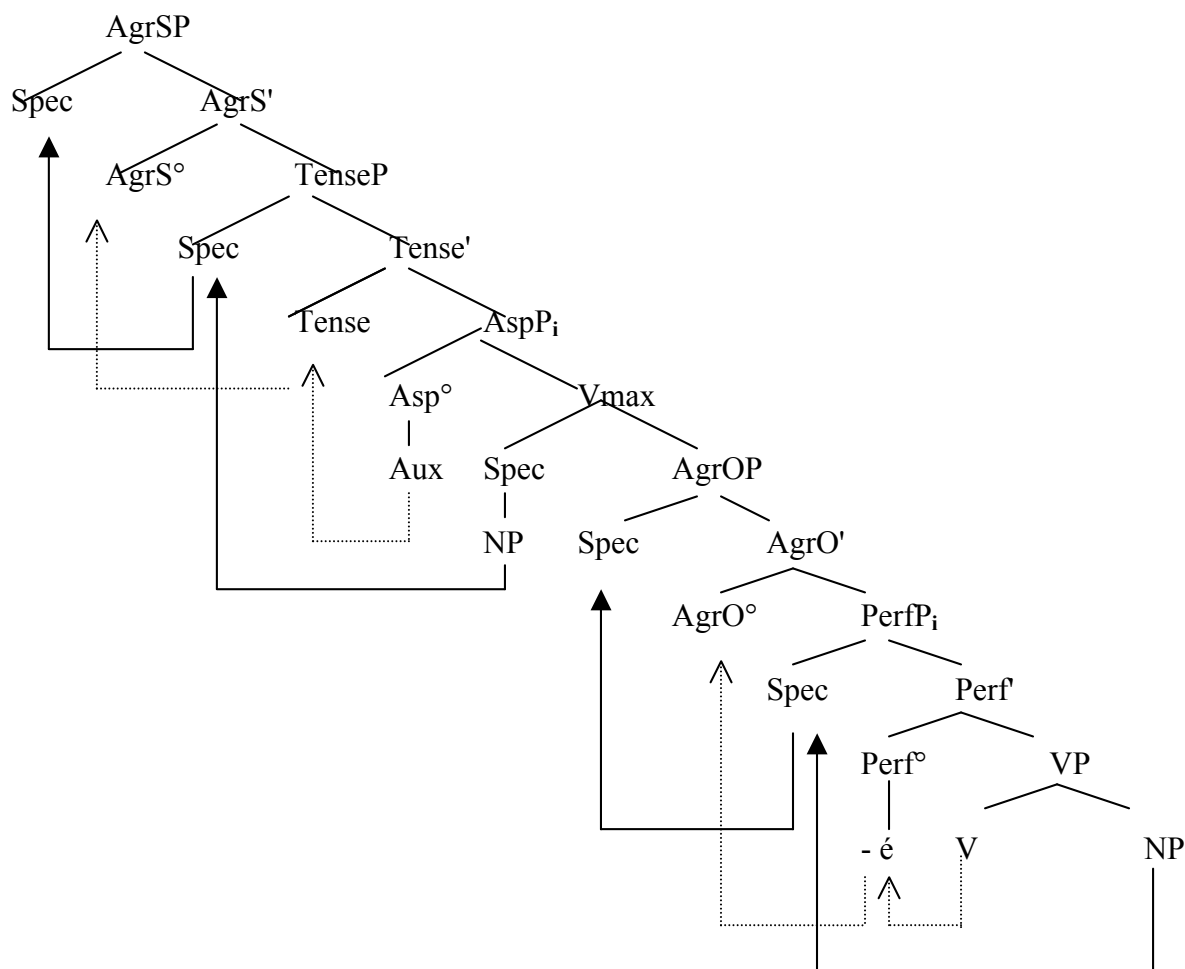 AgrSP
Spec AgrS'
AgrS° TenseP
Spec Tense'
Tense AspPi
Asp° Vmax
Aux Spec AgrOP
NP Spec AgrO'
AgrO° PerfPi
Spec Perf'
Perf° VP
- é V NP